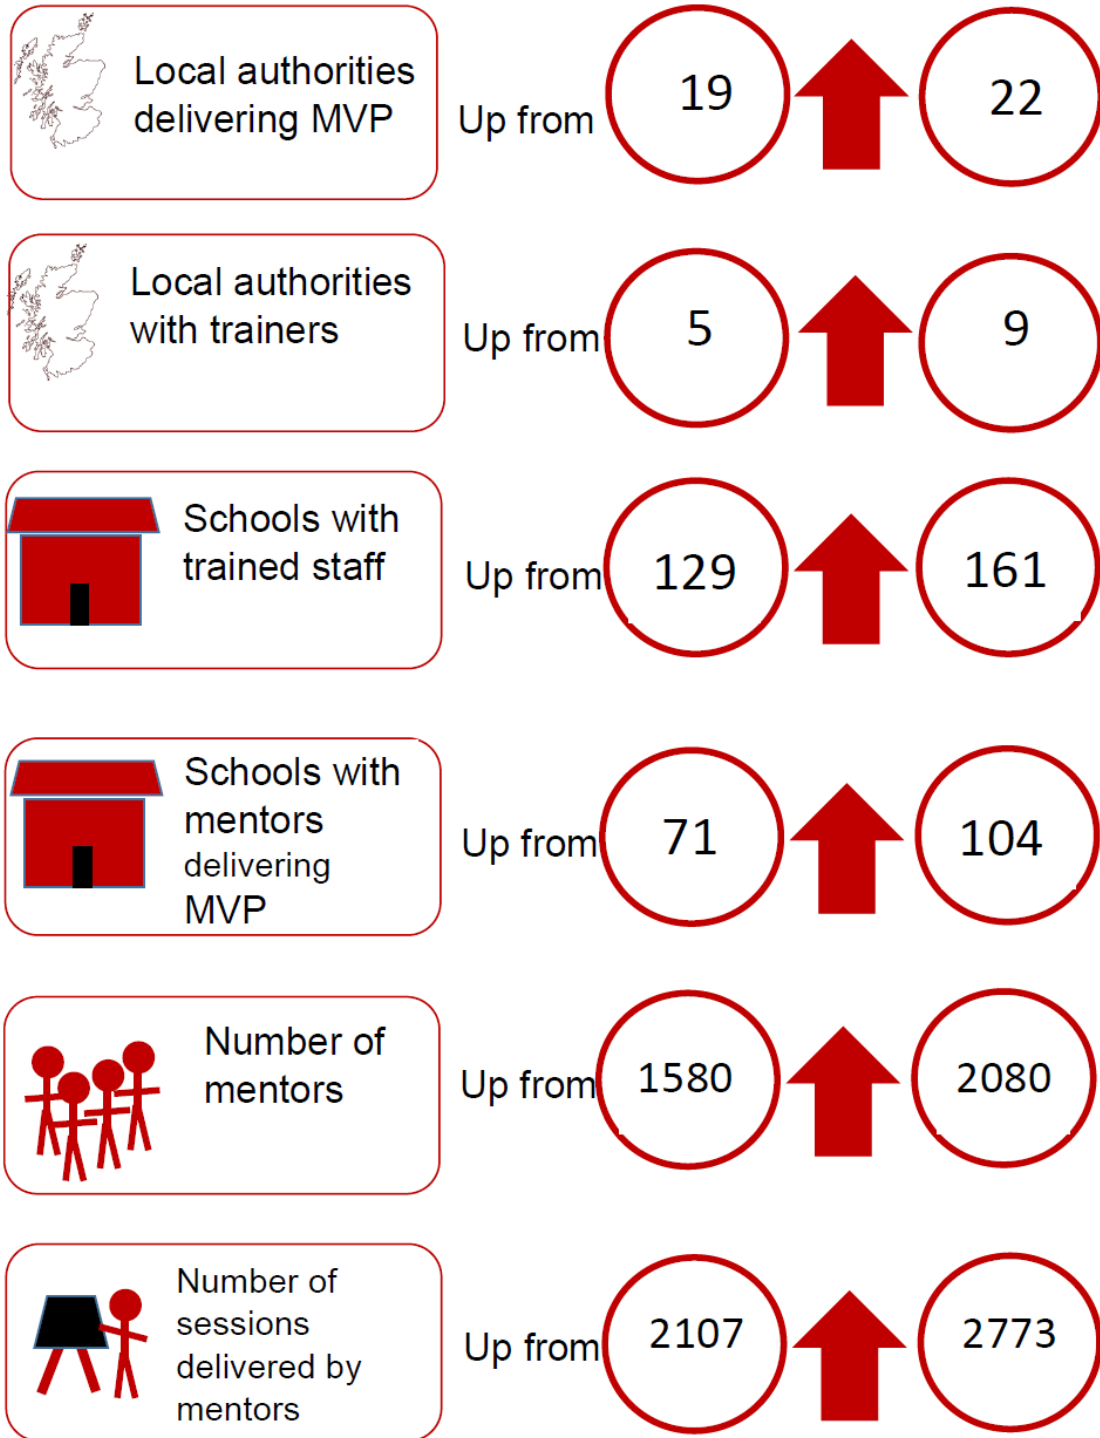 Local authorities
delivering MVP
Up from
19
22
Local authorities
with trainers
Up from
5
9
Schools with
trained staff
Up from
129
161
Schools with
mentors
delivering
MVP
Up from
71
104
Number of
mentors
Up from
1580
2080
Number of
sessions
delivered by
mentors
Up from
2107
2773